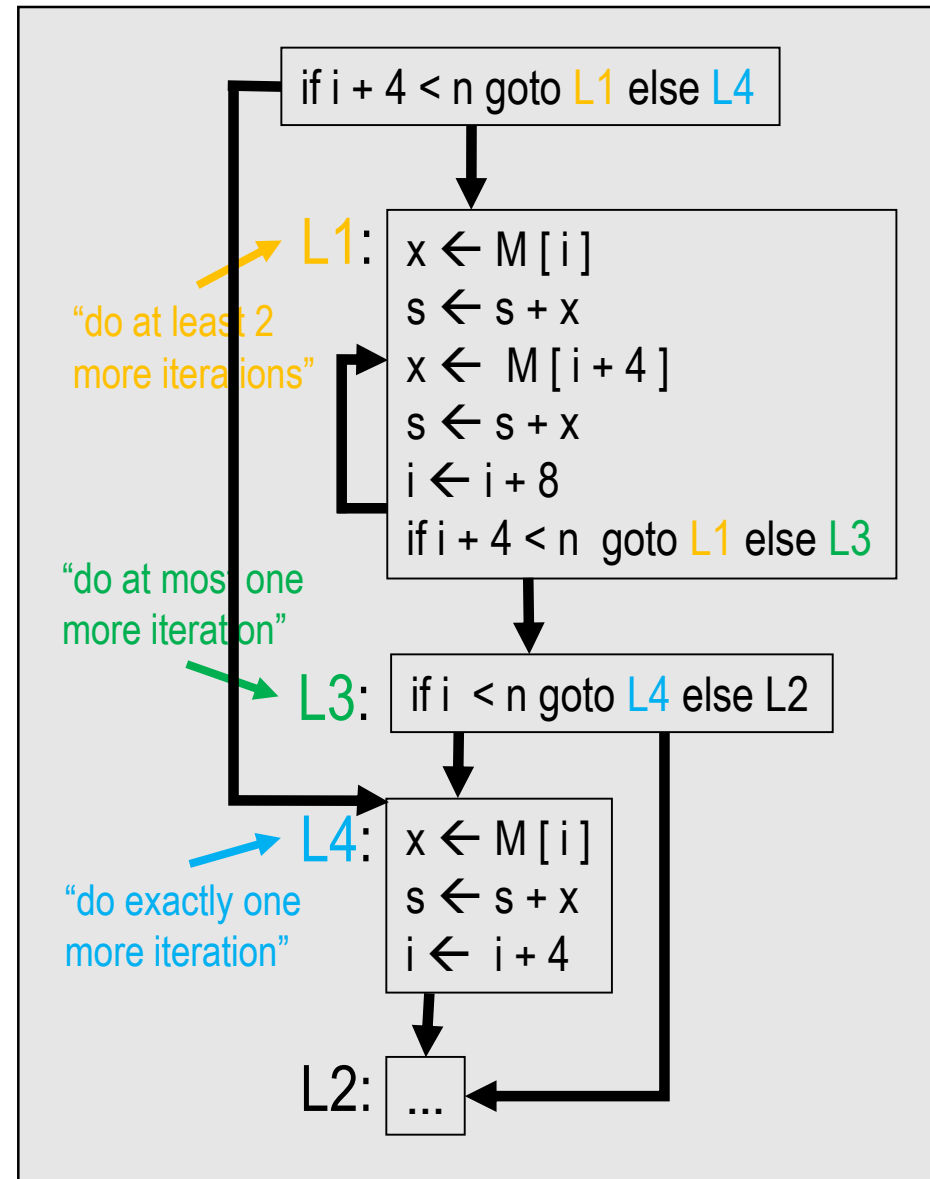 if i + 4 < n goto L1 else L4
L1:
x ← M [ i ]
s ← s + x
x ← M [ i + 4 ]
s ← s + x
i ← i + 8
if i + 4 < n goto L1 else L3
“do at least 2
more iterations”
“do at most one
more iteration”
L3:
if i < n goto L4 else L2
L4:
x ← M [ i ]
s ← s + x
i ← i + 4
“do exactly one
more iteration”
L2:
...